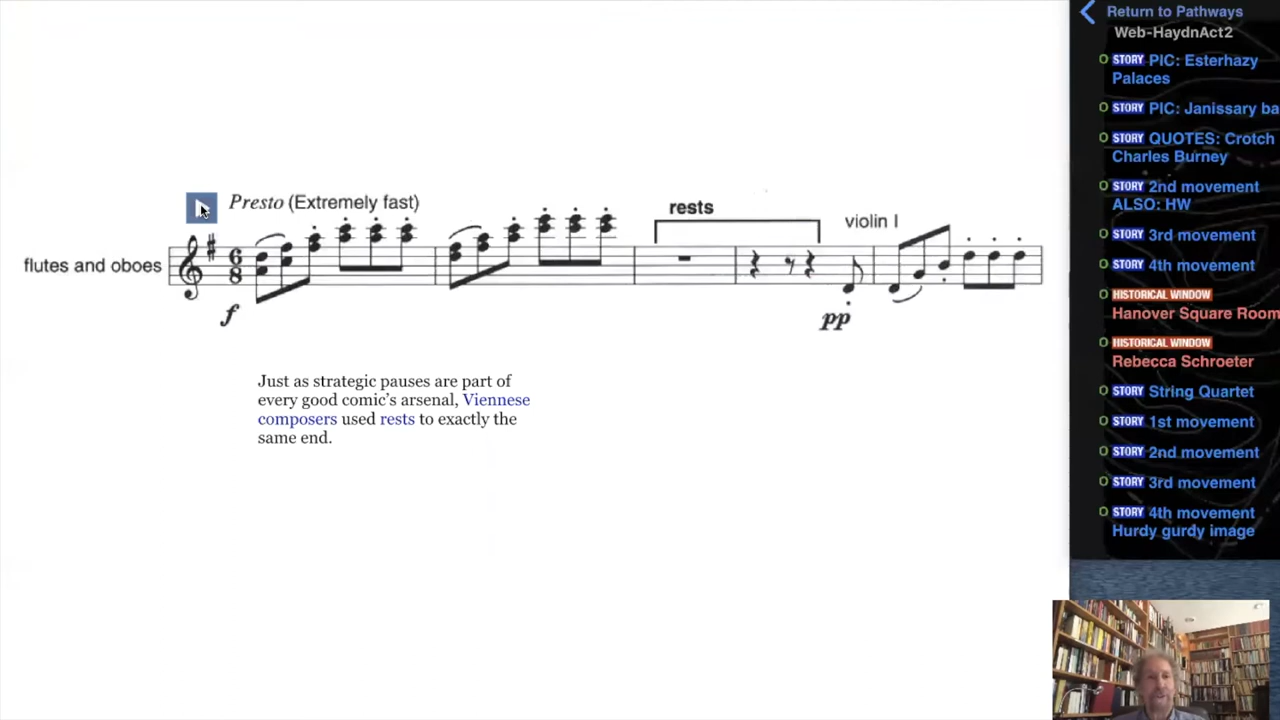 Presto (Extremely fast)
rests
violin I
flutes and oboes
6
8
f
pp
Just as strategic pauses are part of
every good comic’s arsenal, Viennese
composers used rests to exactly the
same end.
Return to Pathways
Web-HaydnAct2
STORY PIC: Esterhazy
Palaces
STORY PIC: Janissary ba
STORY QUOTES: Crotch
Charles Burney
STORY 2nd movement
ALSO: HW
STORY 3rd movement
STORY 4th movement
HISTORICAL WINDOW
Hanover Square Room
HISTORICAL WINDOW
Rebecca Schroeter
STORY String Quartet
STORY 1st movement
STORY 2nd movement
STORY 3rd movement
STORY 4th movement
Hurdy gurdy image